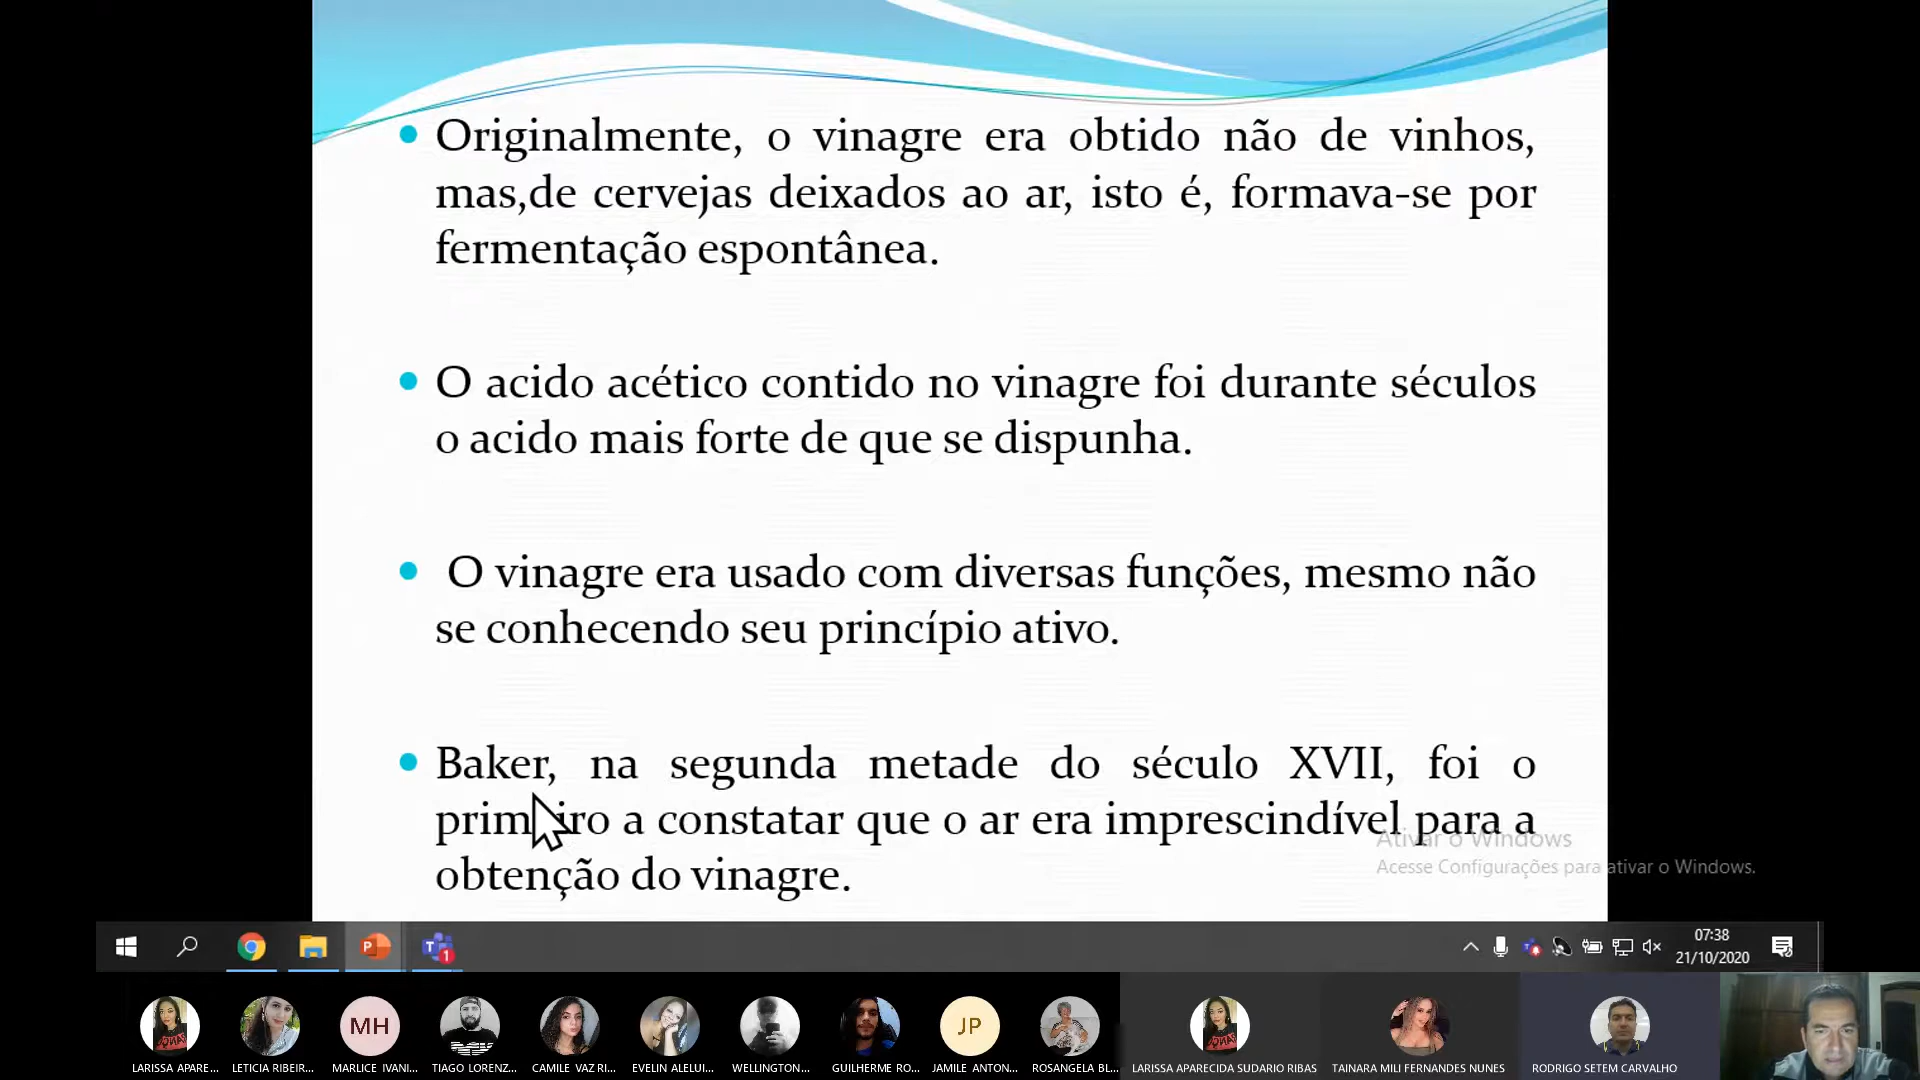 Originalmente, o vinagre era obtido não de vinhos,
mas,de cervejas deixados ao ar, isto é, formava-se por
fermentação espontânea.
O acido acético contido no vinagre foi durante séculos
o acido mais forte de que se dispunha.
O vinagre era usado com diversas funções, mesmo não
se conhecendo seu princípio ativo.
Baker, na segunda metade do século XVII, foi o
primeiro a constatar que o ar era imprescindível para a
obtenção do vinagre.
Ativar o Windows
Acesse Configurações para ativar o Windows.
07:38
21/10/2020
MH
JP
LARISSA APARE...
LETICIA RIBEIR...
MARLICE IVANI...
TIAGO LORENZ...
CAMILE VAZ RI...
EVELIN ALELUI...
WELLINGTON...
GUILHERME RO...
JAMILE ANTON...
ROSANGELA BL...
LARISSA APARECIDA SUDARIO RIBAS
TAINARA MILI FERNANDES NUNES
RODRIGO SETEM CARVALHO